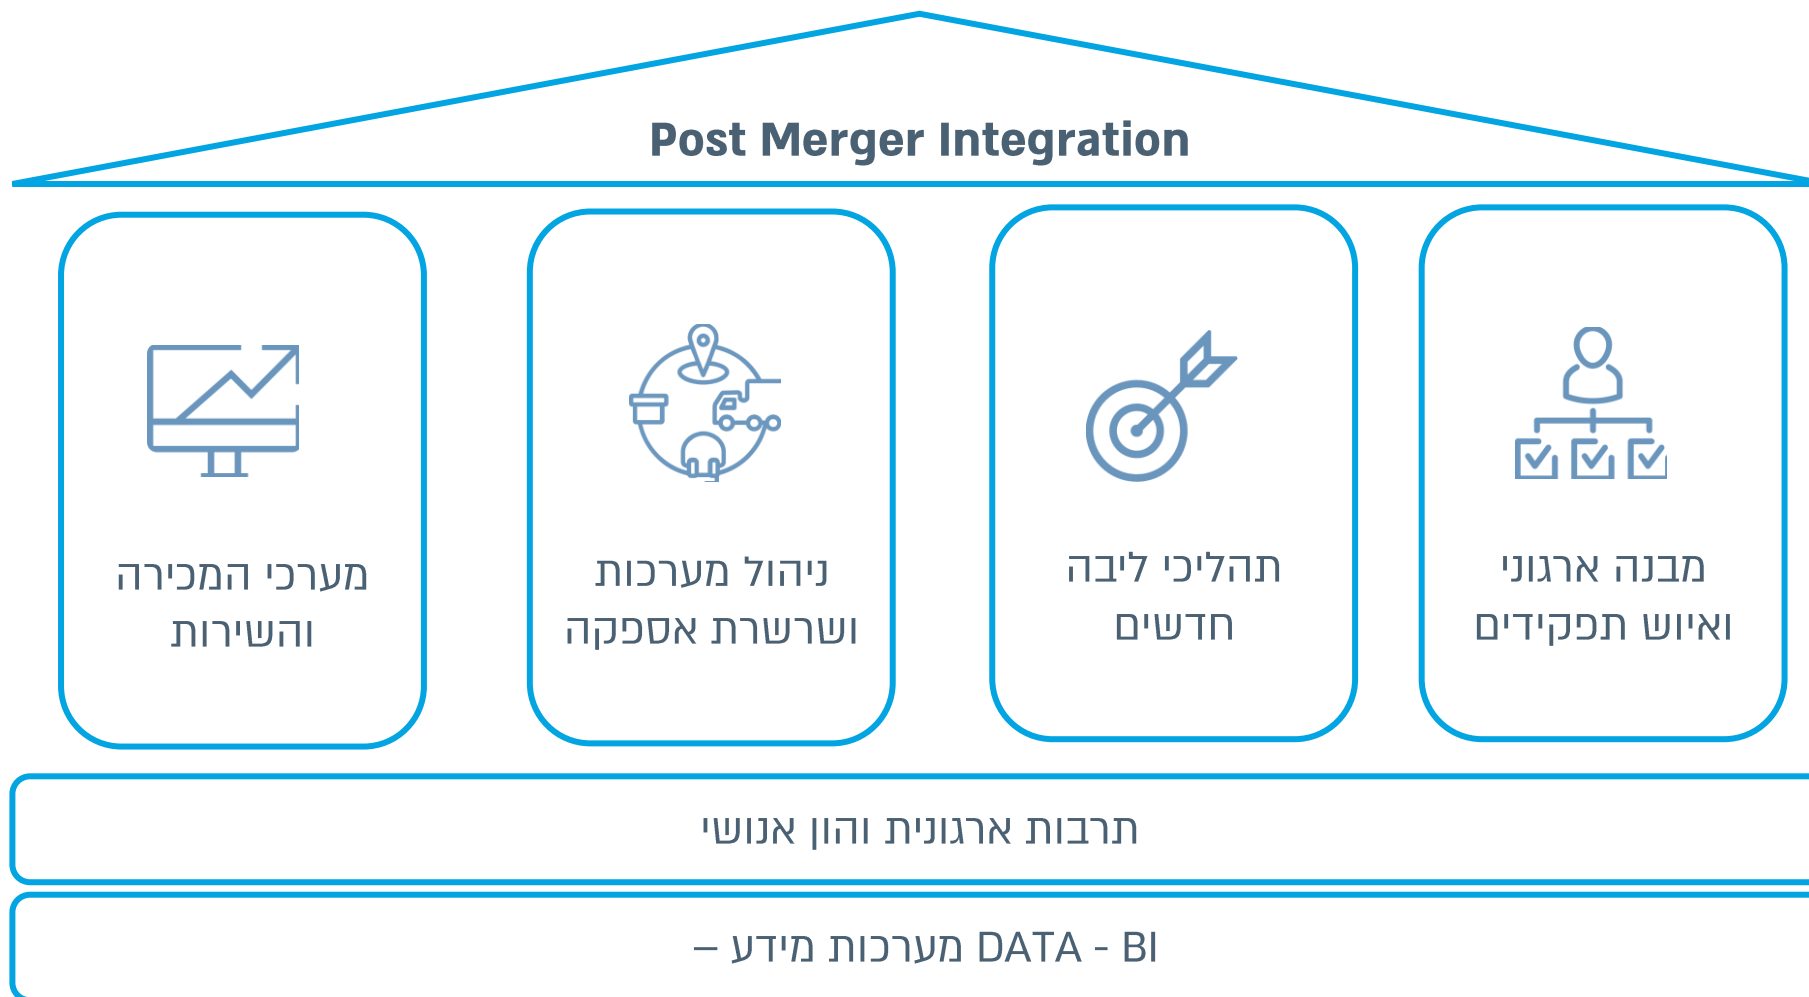 Post Merger Integration
מבנה ארגוני
ואיוש תפקידים
תהליכי ליבה
חדשים
ניהול מערכות
ושרשרת אספקה
מערכי המכירה
והשירות
תרבות ארגונית והון אנושי
– מערכות מידע DATA - BI